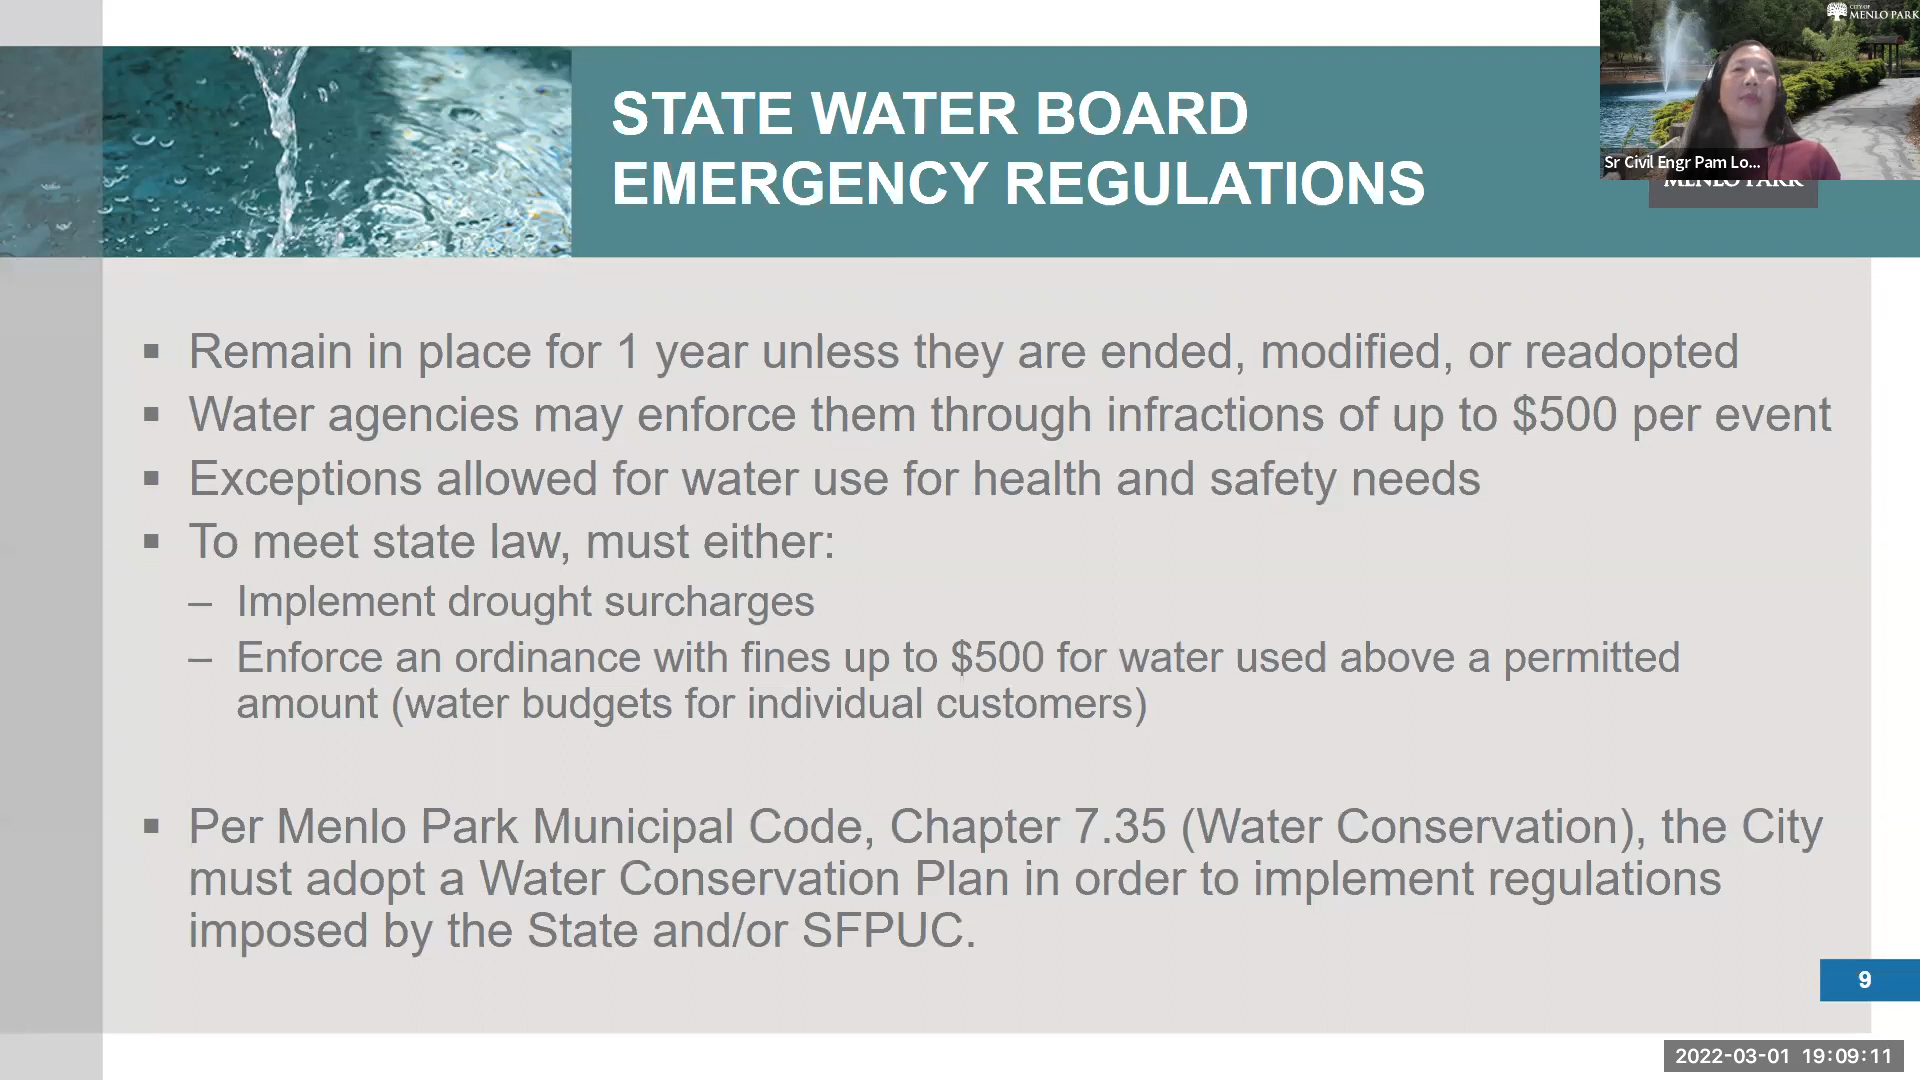 CITY OF
MENLO PARK
STATE WATER BOARD
EMERGENCY REGULATIONS
Sr Civil Engr Pam Lo...
MENLO PARK
▪ Remain in place for 1 year unless they are ended, modified, or readopted
▪ Water agencies may enforce them through infractions of up to $500 per event
▪ Exceptions allowed for water use for health and safety needs
▪ To meet state law, must either:
– Implement drought surcharges
– Enforce an ordinance with fines up to $500 for water used above a permitted
amount (water budgets for individual customers)
▪ Per Menlo Park Municipal Code, Chapter 7.35 (Water Conservation), the City
must adopt a Water Conservation Plan in order to implement regulations
imposed by the State and/or SFPUC.
9
2022-03-01 19:09:11